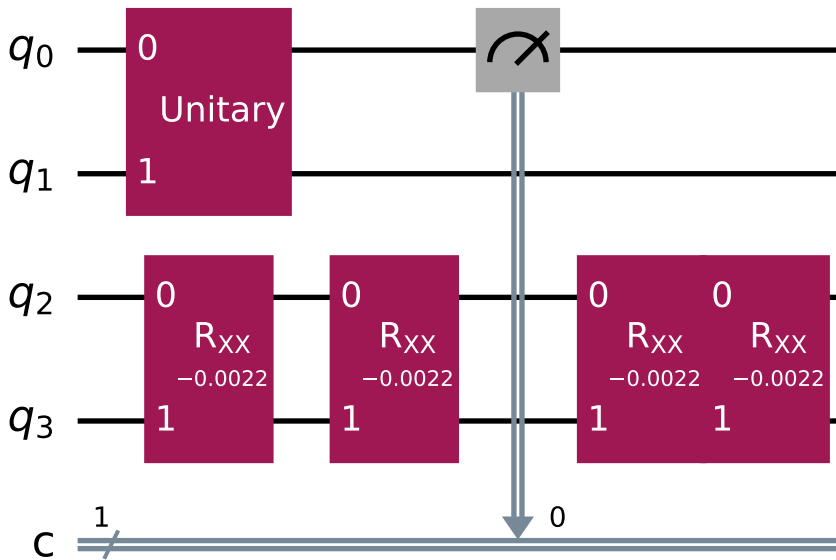 q0 0
Unitary
q1 1
q2 0 0 0 0
RXX RXX RXX RXX
−0.0022 −0.0022 −0.0022 −0.0022
q3 1 1 1 1
1 0
c